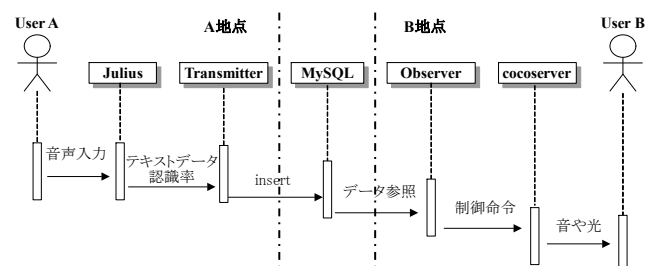 User A
A地点
B地点
User B
Julius
Transmitter
MySQL
Observer
cocoserver
音声入力
テキストデータ
認識率
insert
データ参照
制御命令
音や光